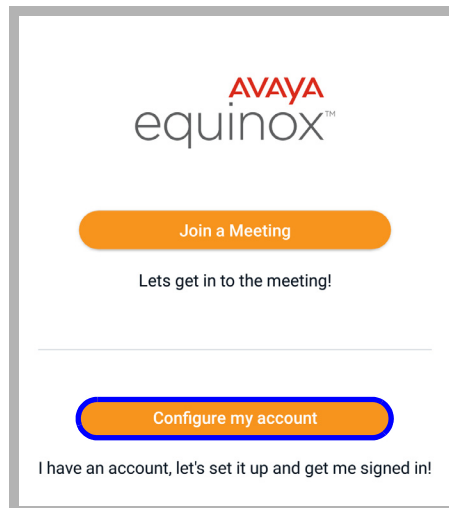 AVAYA
equinox™
Join a Meeting
Lets get in to the meeting!
Configure my account
I have an account, let's set it up and get me signed in!